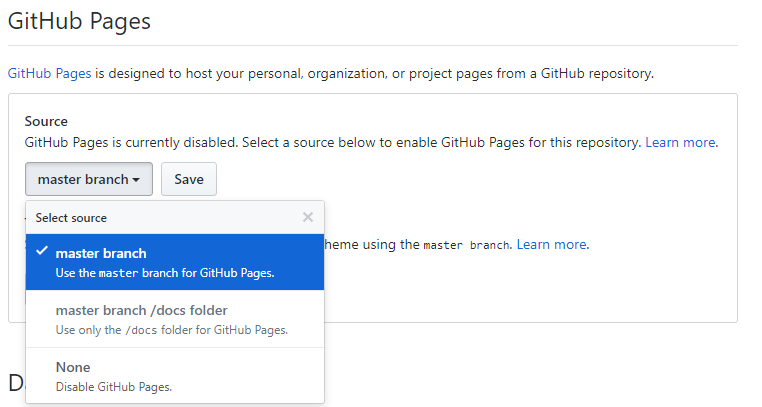 GitHub Pages
GitHub Pages is designed to host your personal, organization, or project pages from a GitHub repository.
Source
GitHub Pages is currently disabled. Select a source below to enable GitHub Pages for this repository. Learn more.
master branch Save
Select source
master branch
heme using the master branch. Learn more.
Use the master branch for GitHub Pages.
master branch /docs folder
Use only the /docs folder for GitHub Pages.
None
Disable GitHub Pages.